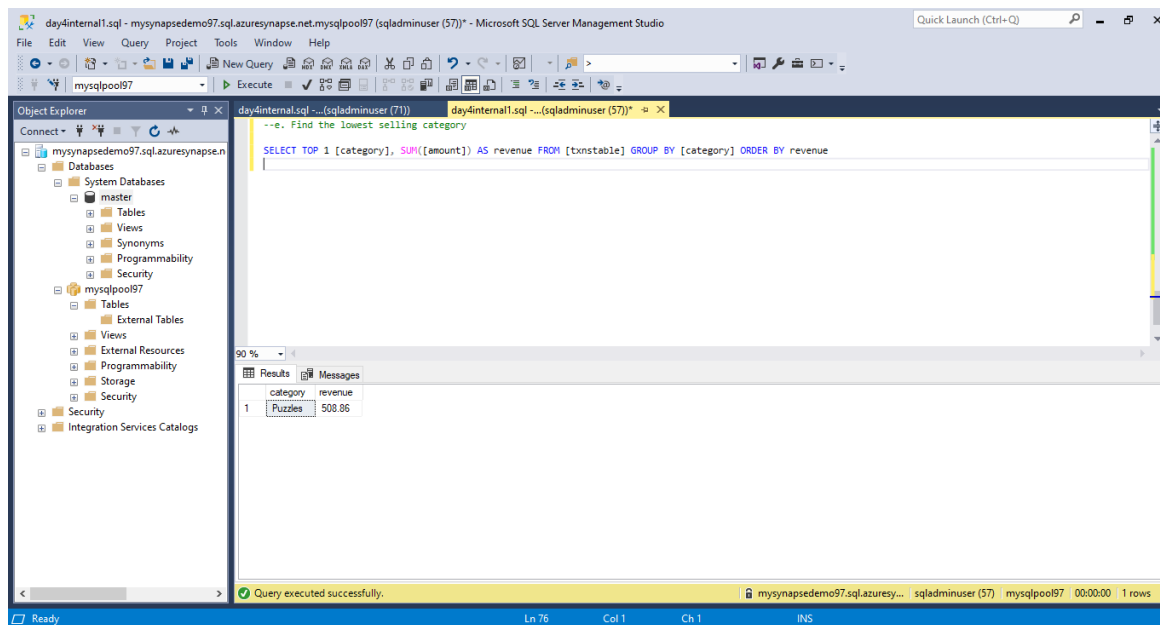 day4internal1.sql - mysynapsedemo97.sql.azuresynapse.net.mysqlpool97 (sqladminuser (57))* - Microsoft SQL Server Management Studio
Quick Launch (Ctrl+Q)
File Edit View Query Project Tools Window Help
New Query
mysqlpool97
Execute
Object Explorer
Connect
mysynapsedemo97.sql.azuresynapse.n
Databases
System Databases
master
Tables
Views
Synonyms
Programmability
Security
mysqlpool97
Tables
External Tables
Views
External Resources
Programmability
Storage
Security
Security
Integration Services Catalogs
day4internal.sql -...(sqladminuser (71))
day4internal1.sql -...(sqladminuser (57))*
--e. Find the lowest selling category
SELECT TOP 1 [category], SUM([amount]) AS revenue FROM [txnstable] GROUP BY [category] ORDER BY revenue
90 %
Results Messages
category revenue
1 Puzzles 508.86
Query executed successfully.
mysynapsedemo97.sql.azuresy... sqladminuser (57) mysqlpool97 00:00:00 1 rows
Ready Ln 76 Col 1 Ch 1 INS